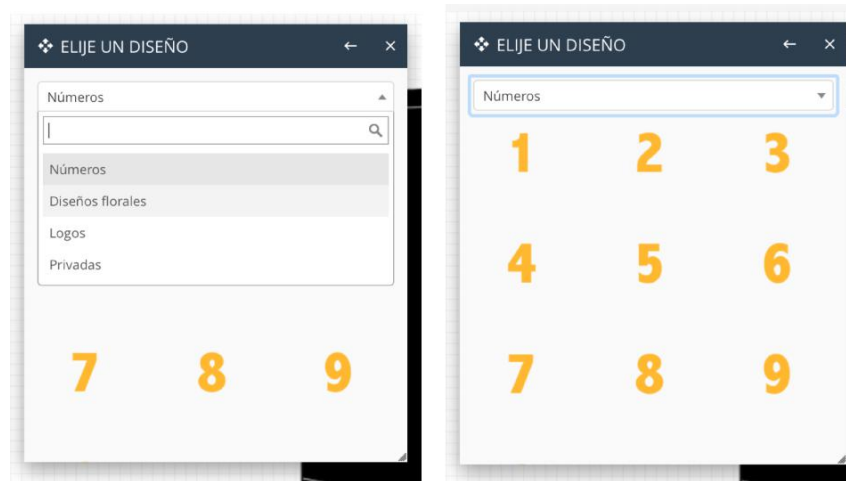 ELIJE UN DISEÑO
Números
Números
Diseños florales
Logos
Privadas
7 8 9
ELIJE UN DISEÑO
Números
1 2 3
4 5 6
7 8 9